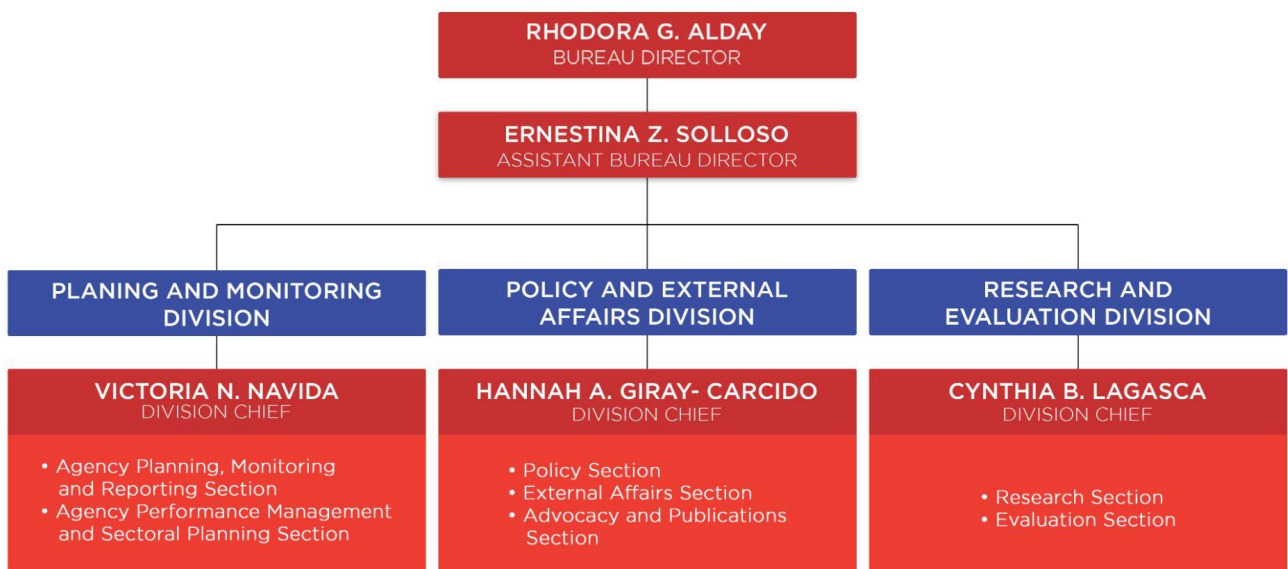 RHODORA G. ALDAY
BUREAU DIRECTOR
ERNESTINA Z. SOLLOSO
ASSISTANT BUREAU DIRECTOR
PLANING AND MONITORING
DIVISION
VICTORIA N. NAVIDA
DIVISION CHIEF
• Agency Planning, Monitoring
and Reporting Section
• Agency Performance Management
and Sectoral Planning Section
POLICY AND EXTERNAL
AFFAIRS DIVISION
HANNAH A. GIRAY- CARCIDO
DIVISION CHIEF
• Policy Section
• External Affairs Section
• Advocacy and Publications
Section
RESEARCH AND
EVALUATION DIVISION
CYNTHIA B. LAGASCA
DIVISION CHIEF
• Research Section
• Evaluation Section